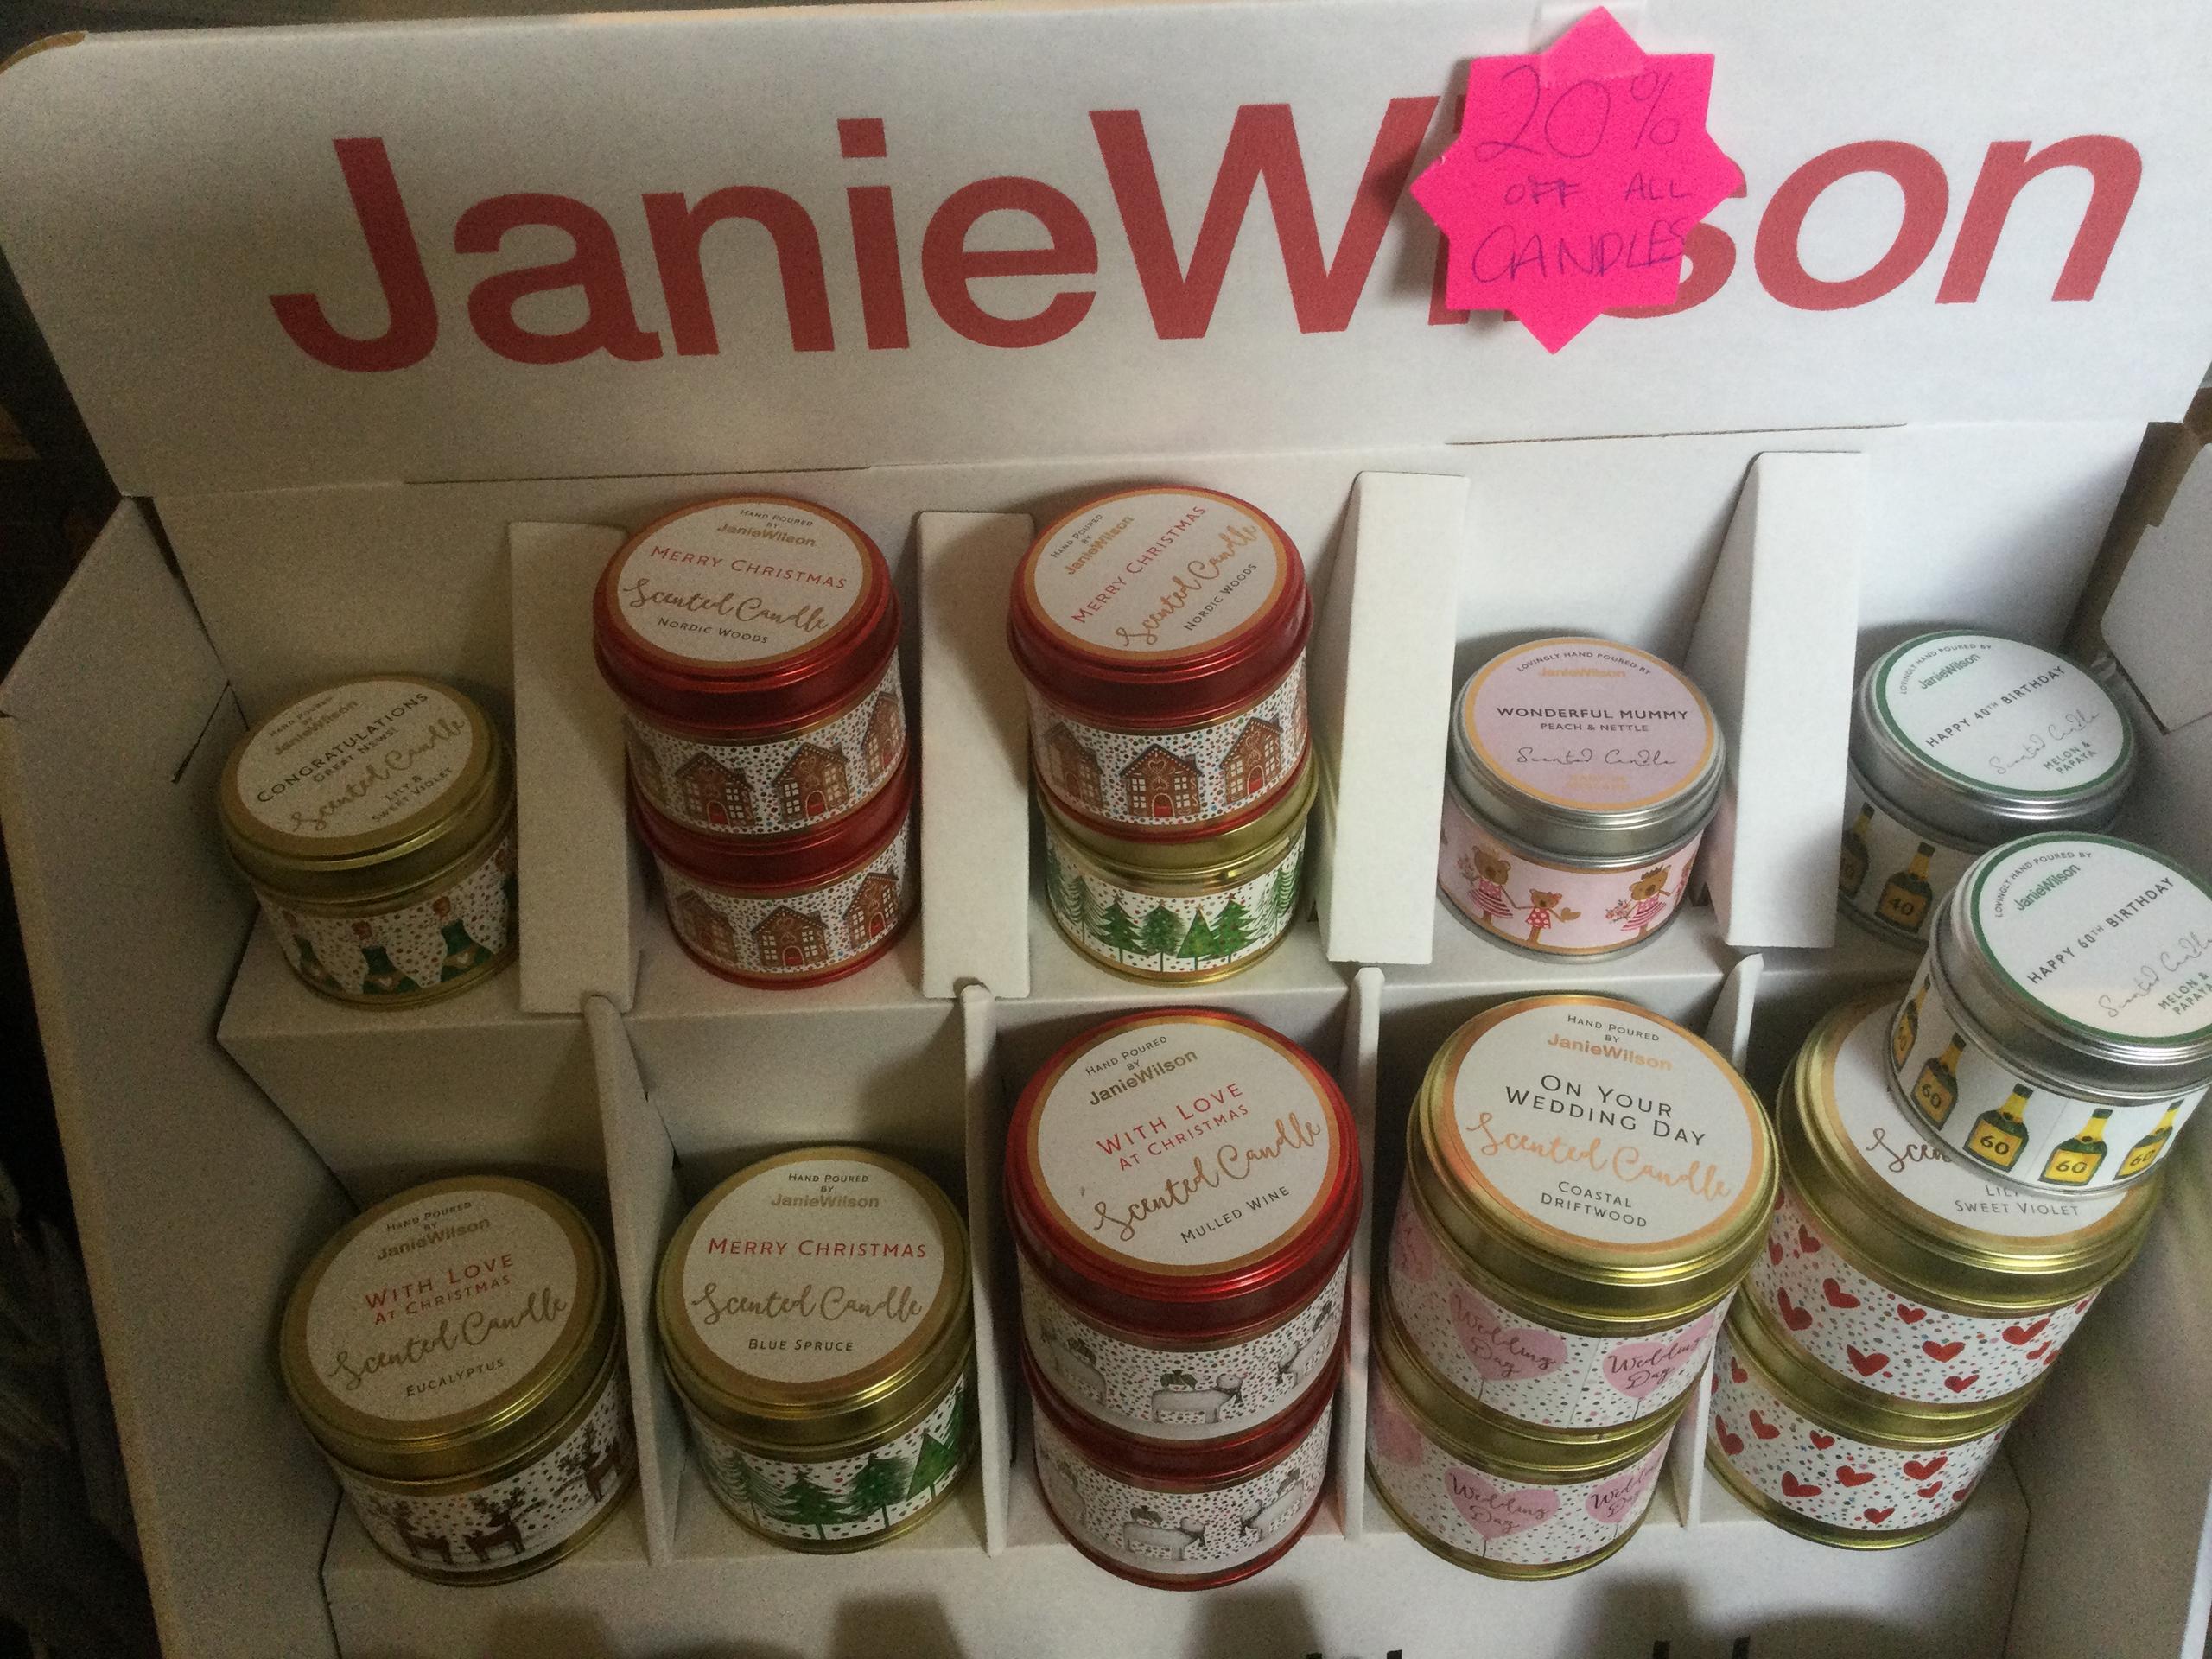 JanieWilson
20%
OFF ALL
CANDLES
HAND POURED
BY
JanieWilson
CONGRATULATIONS
GREAT NEWS!
Scented Candle
LILY &
SWEET VIOLET
HAND POURED
BY
JanieWilson
MERRY CHRISTMAS
Scented Candle
NORDIC WOODS
HAND POURED
BY
JanieWilson
MERRY CHRISTMAS
Scented Candle
NORDIC WOODS
LOVINGLY HAND POURED BY
JanieWilson
WONDERFUL MUMMY
PEACH & NETTLE
Scented Candle
LOVINGLY HAND POURED BY
JanieWilson
HAPPY 40TH BIRTHDAY
Scented Candle
MELON &
PAPAYA
40
LOVINGLY HAND POURED BY
JanieWilson
HAPPY 60TH BIRTHDAY
Scented Candle
MELON &
PAPAYA
60
60
60
60
HAND POURED
BY
JanieWilson
WITH LOVE
AT CHRISTMAS
Scented Candle
EUCALYPTUS
HAND POURED
BY
JanieWilson
MERRY CHRISTMAS
Scented Candle
BLUE SPRUCE
HAND POURED
BY
JanieWilson
WITH LOVE
AT CHRISTMAS
Scented Candle
MULLED WINE
HAND POURED
BY
JanieWilson
ON YOUR
WEDDING DAY
Scented Candle
COASTAL
DRIFTWOOD
Wedding
Day
Wedding
Day
Wedding
Day
SWEET VIOLET